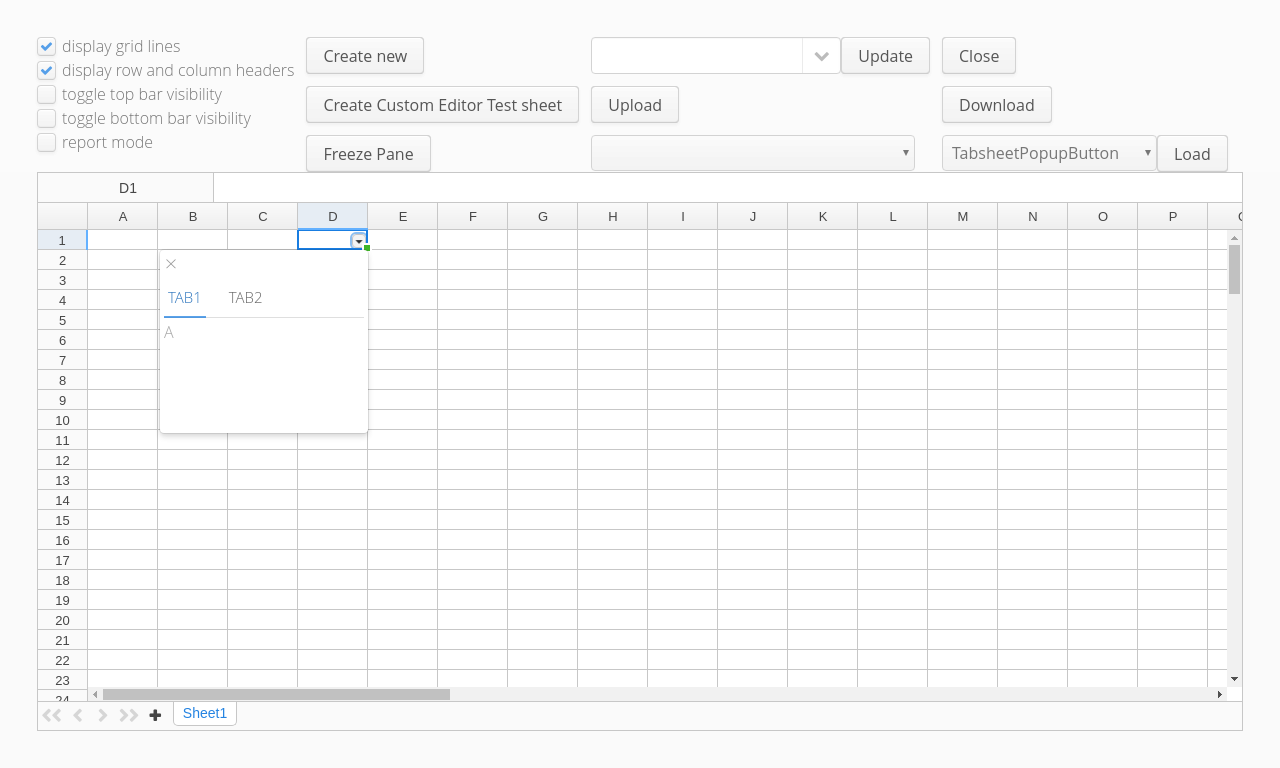 display grid lines
display row and column headers
toggle top bar visibility
toggle bottom bar visibility
report mode
Create new
Update
Close
Create Custom Editor Test sheet
Upload
Download
Freeze Pane
TabsheetPopupButton
Load
D1
A B C D E F G H I J K L M N O P
1
2
3
4
5
6
7
8
9
10
11
12
13
14
15
16
17
18
19
20
21
22
23
24
TAB1 TAB2
A
Sheet1